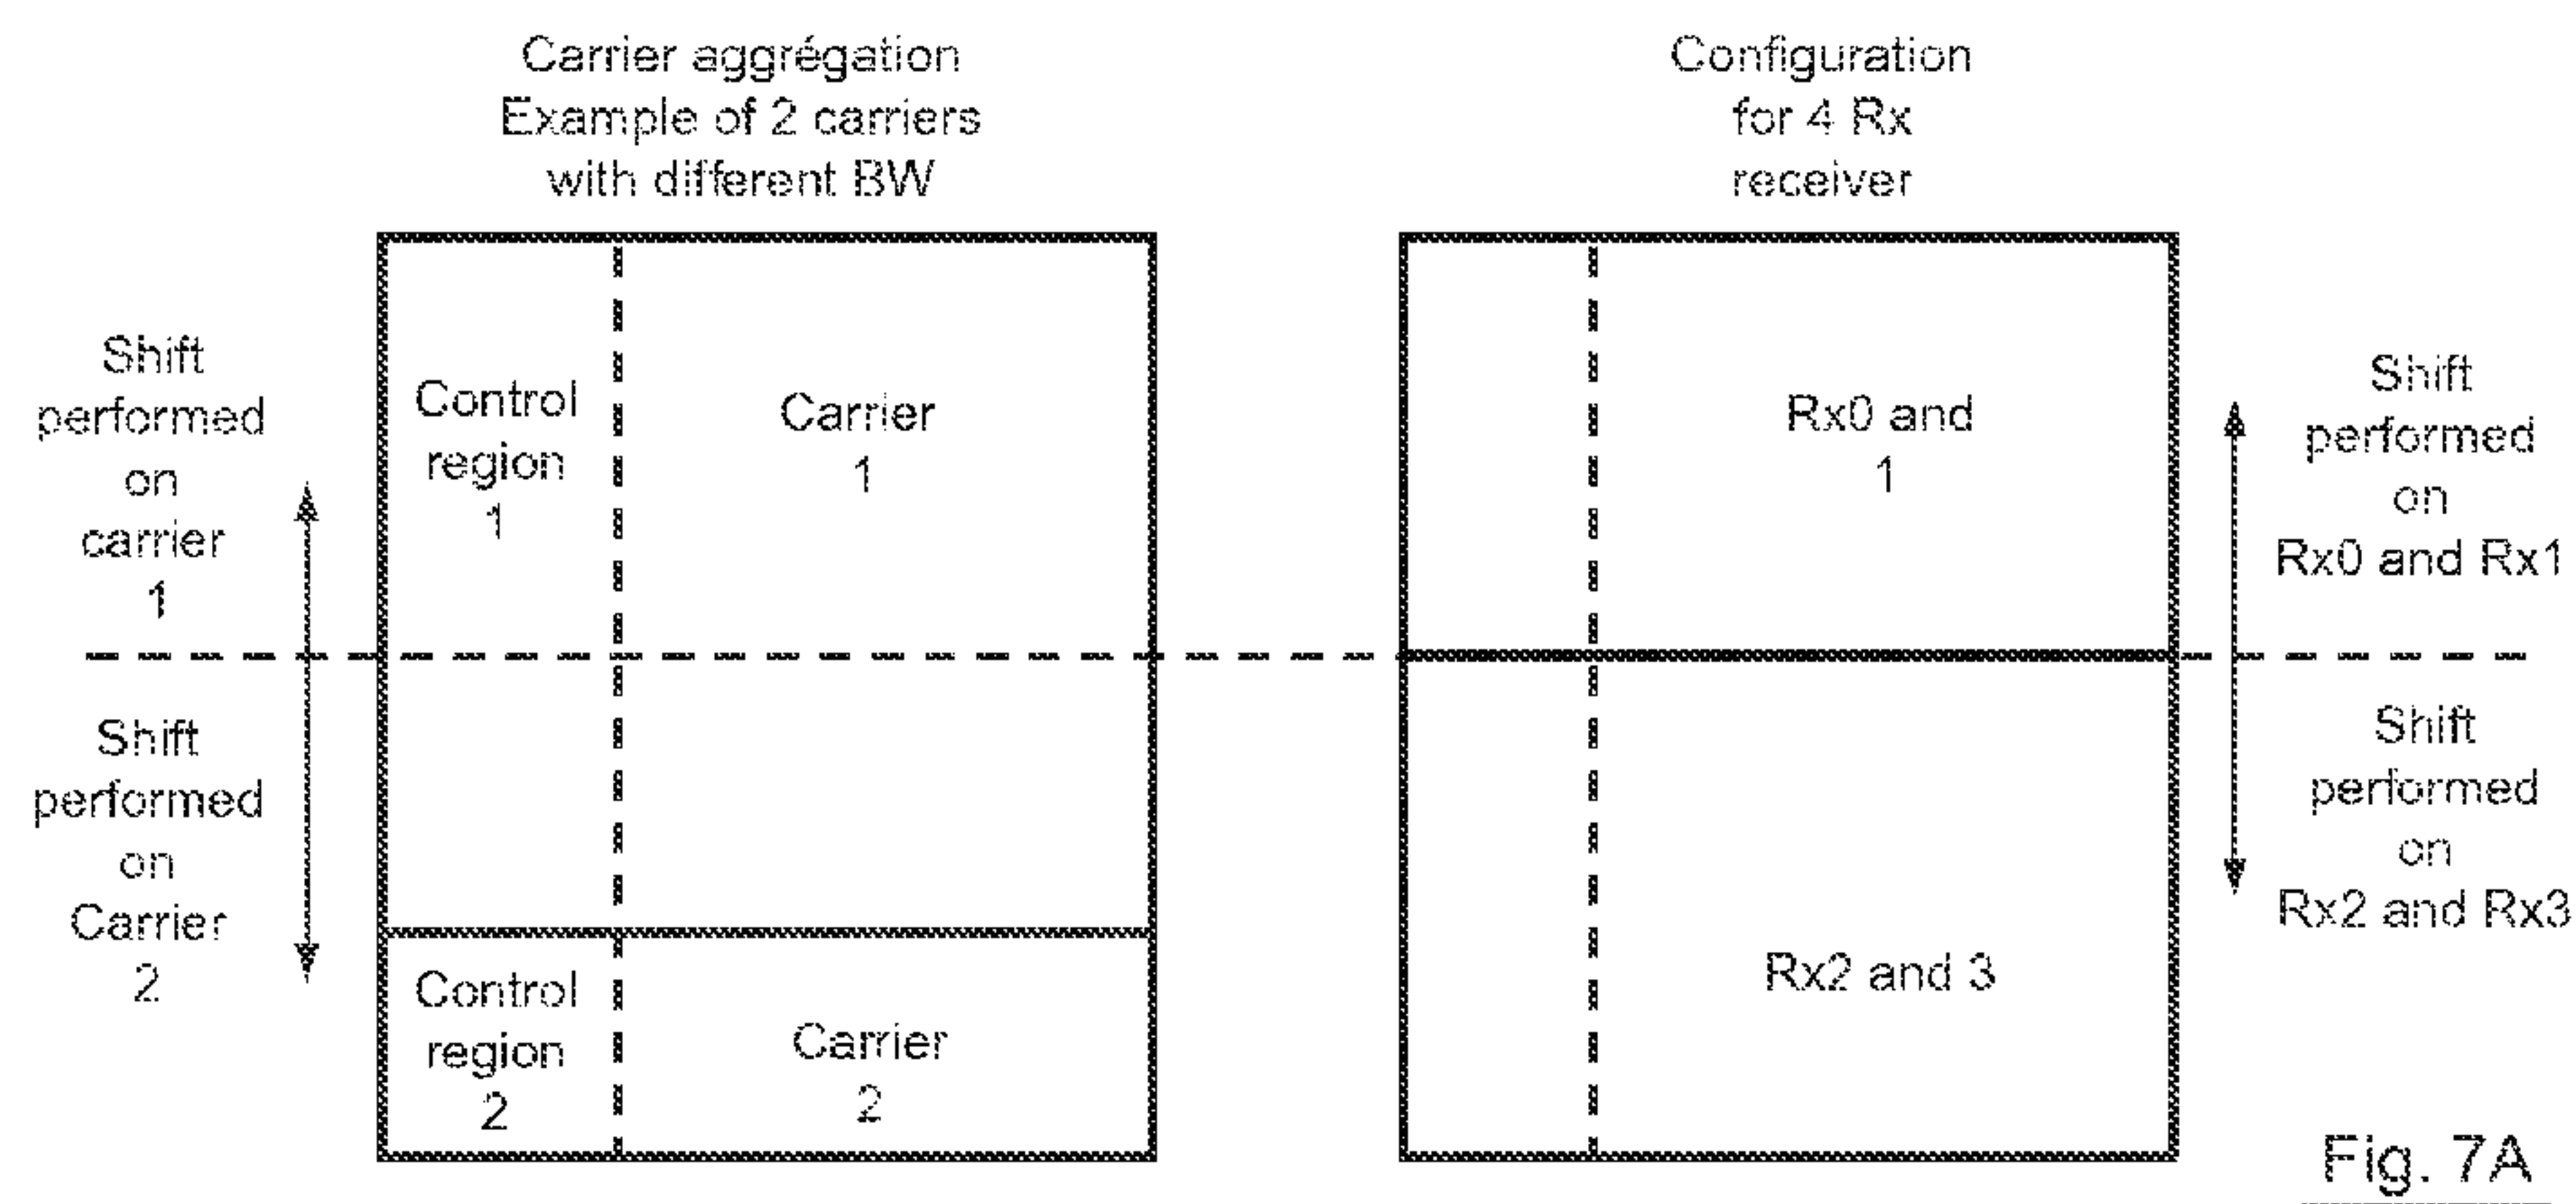 Carrier aggrégation
Example of 2 carriers
with different BW
Configuration
for 4 Rx
receiver
Shift
performed
on
carrier
1
Control
region
1
Carrier
1
Rx0 and
1
Shift
performed
on
Rx0 and Rx1
Shift
performed
on
Carrier
2
Control
region
2
Carrier
2
Rx2 and 3
Shift
performed
on
Rx2 and Rx3
Fig. 7A